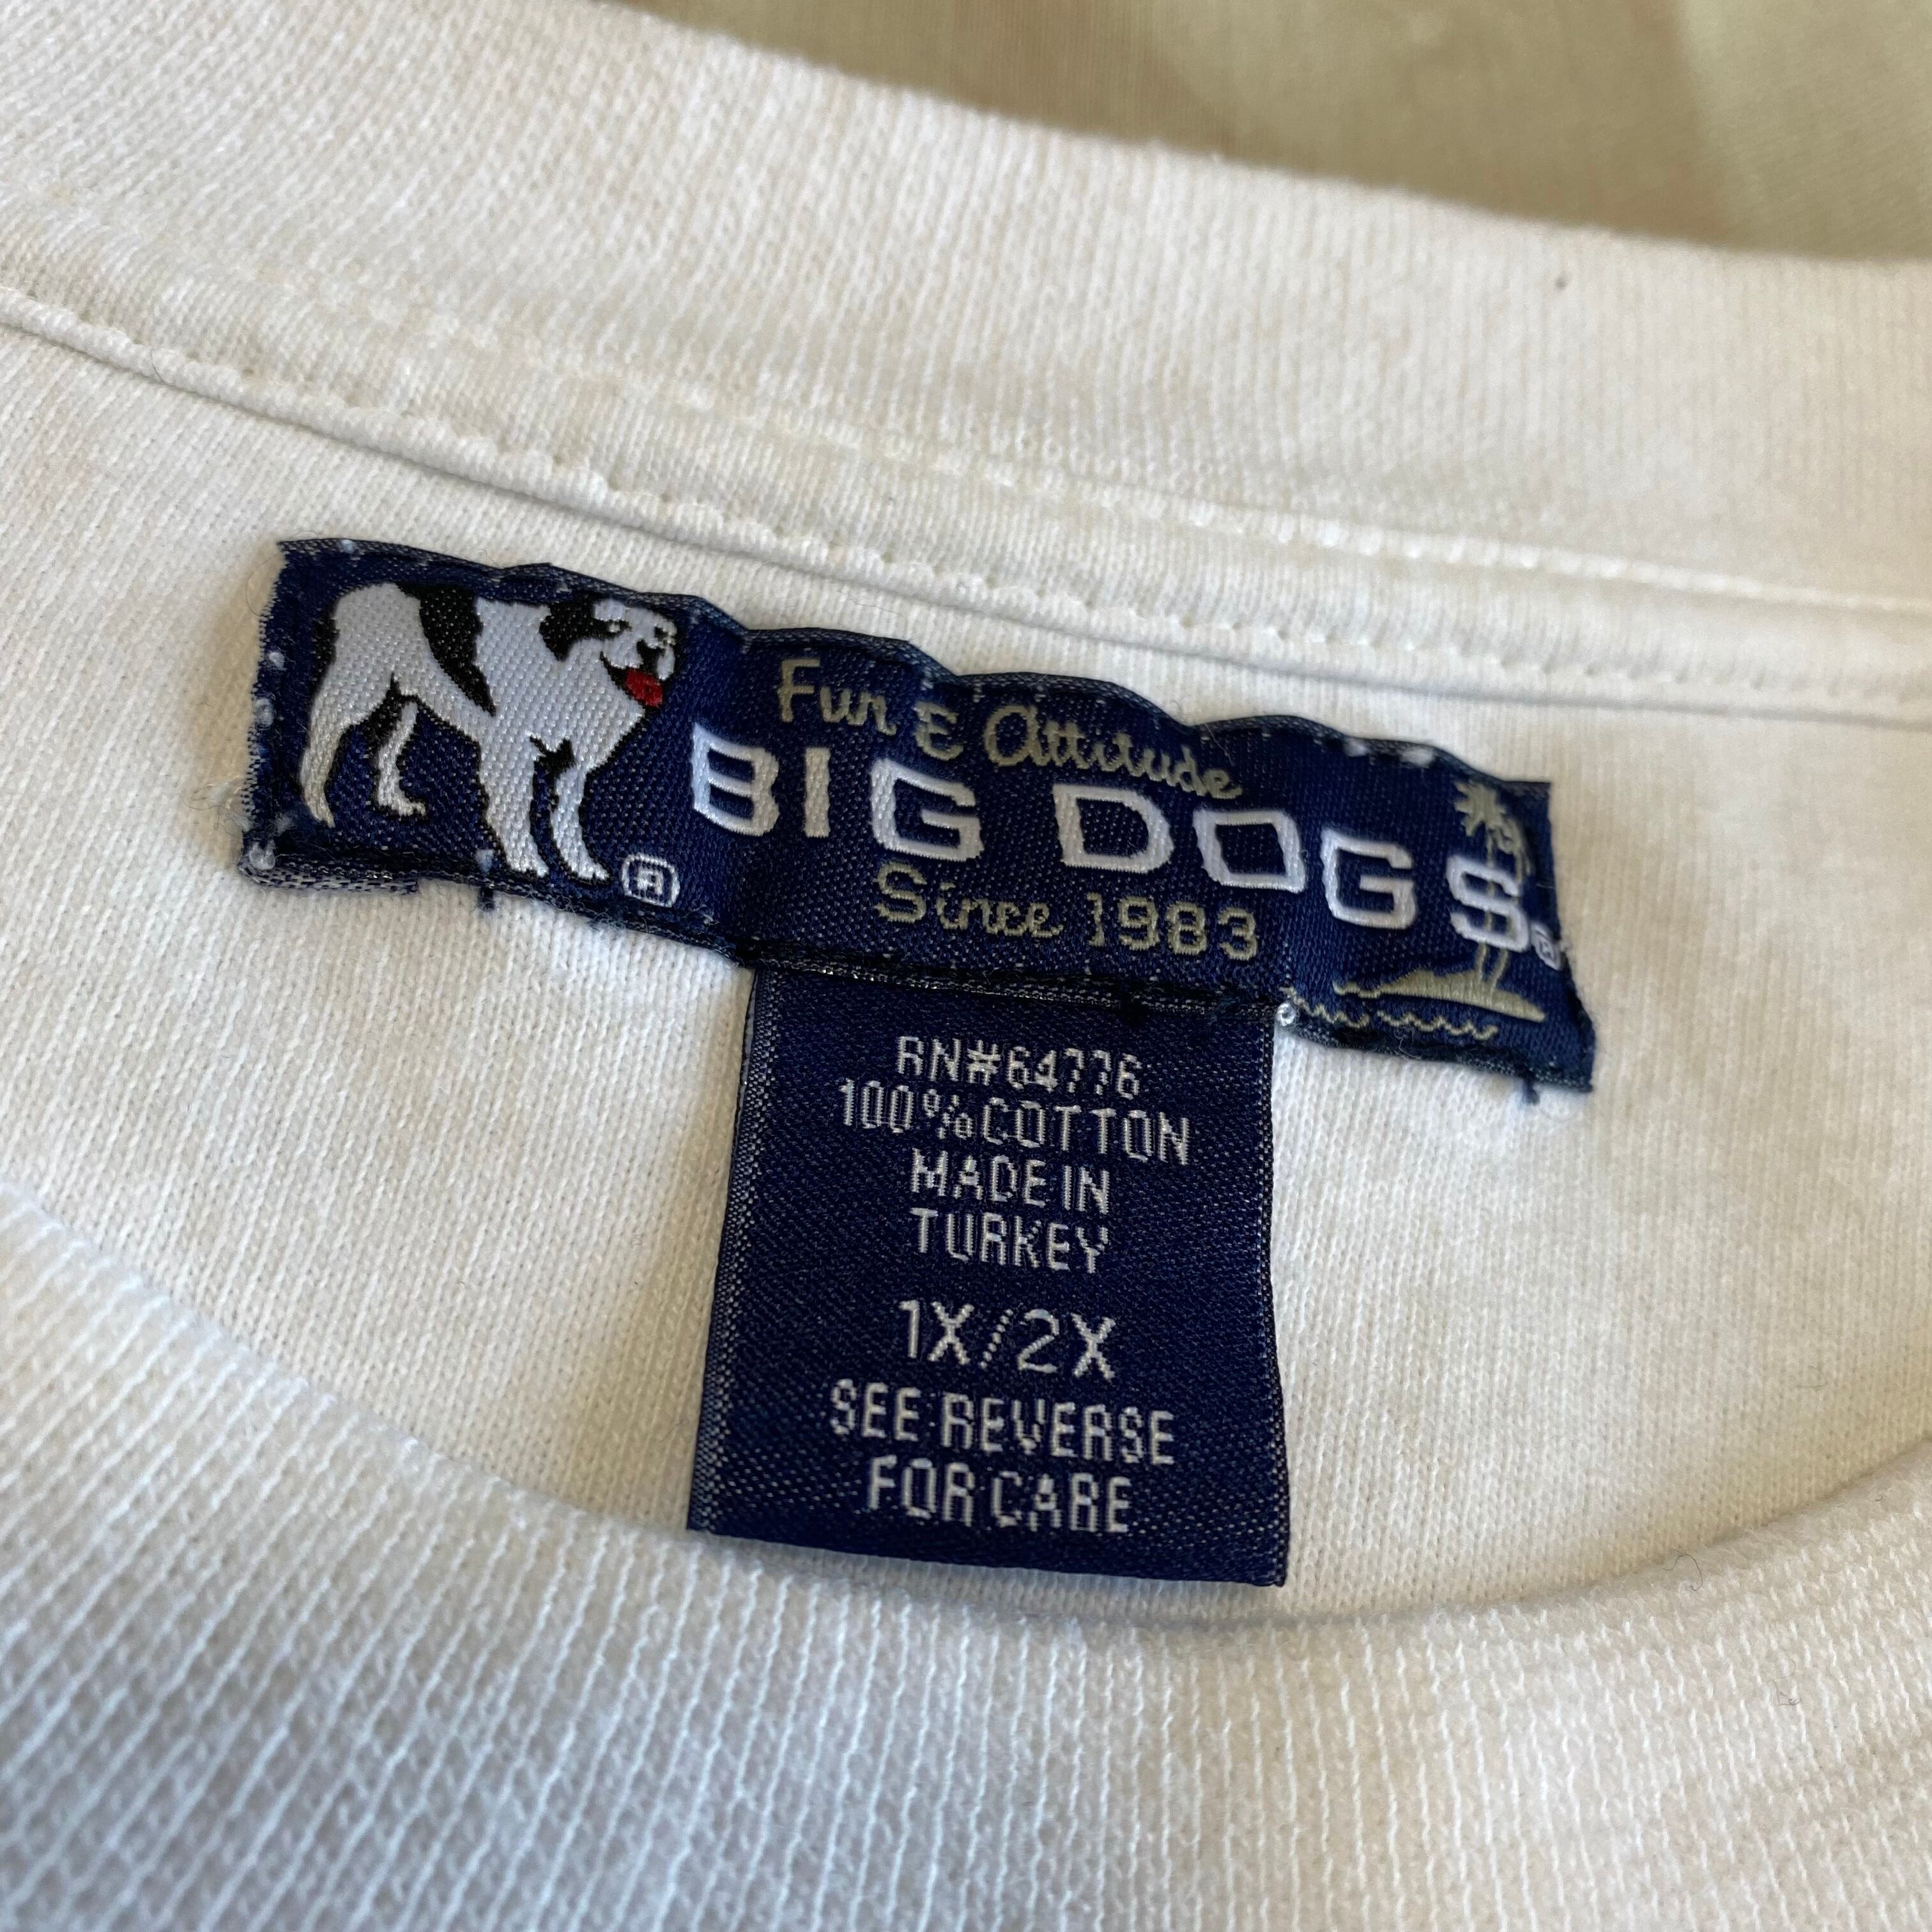 Fun & Attitude
BIG DOGS®
Since 1983
®
RN#64776
100% COTTON
MADE IN
TURKEY
1X/2X
SEE REVERSE
FOR CARE